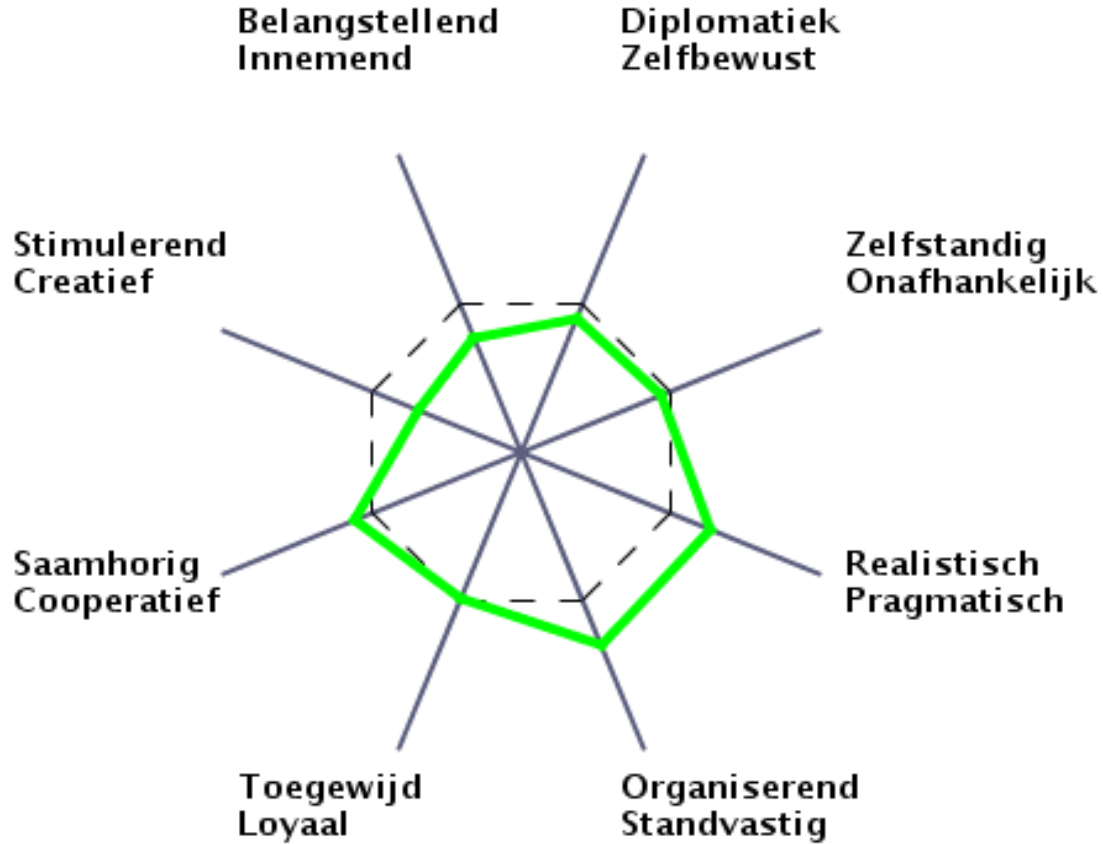 Belangstellend
Innemend
Diplomatiek
Zelfbewust
Stimulerend
Creatief
Zelfstandig
Onafhankelijk
Saamhorig
Cooperatief
Realistisch
Pragmatisch
Toegewijd
Loyaal
Organiserend
Standvastig